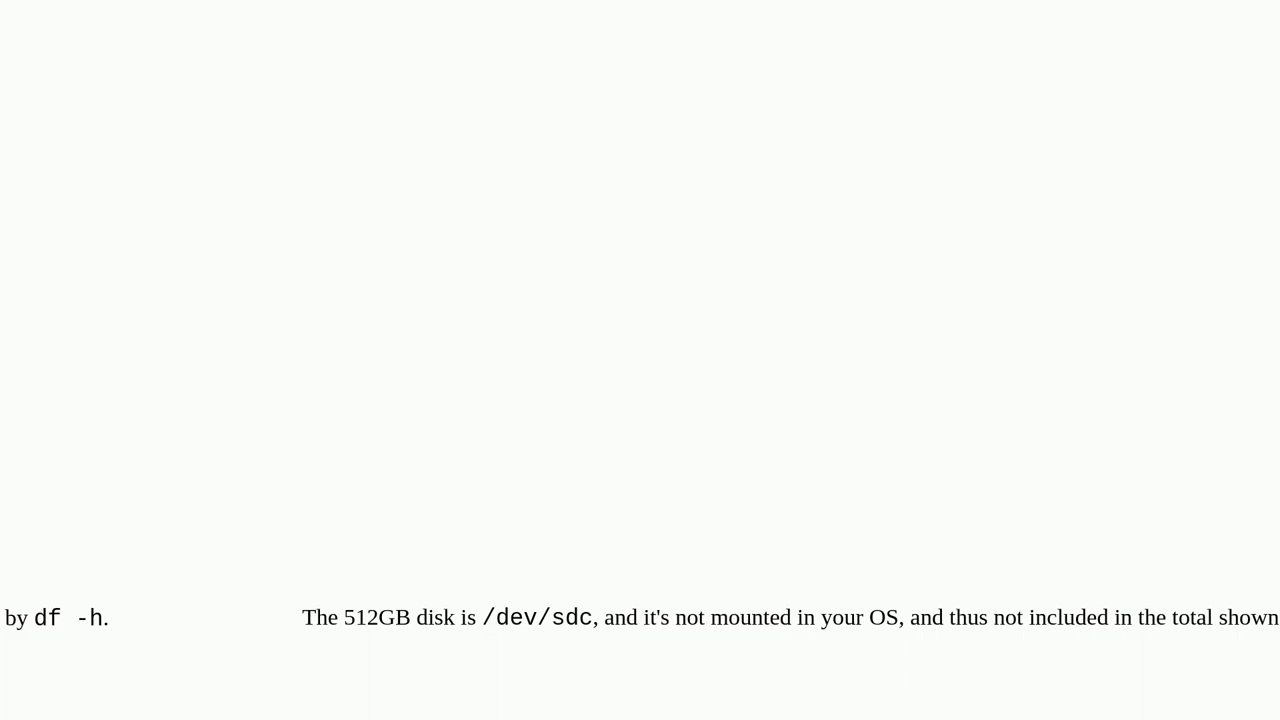 The 512GB disk is /dev/sdc, and it's not mounted in your OS, and thus not included in the total shown
by df -h.